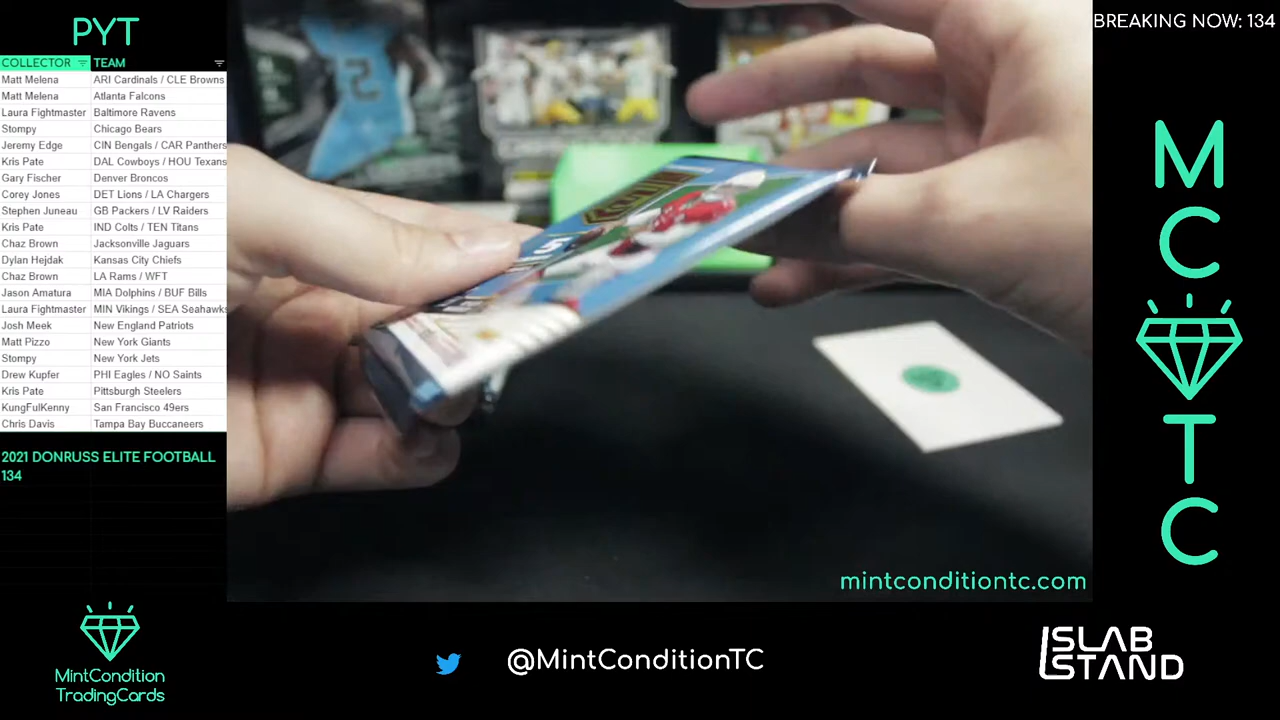 PYT
COLLECTOR TEAM
Matt Melena ARI Cardinals / CLE Browns
Matt Melena Atlanta Falcons
Laura Fightmaster Baltimore Ravens
Stompy Chicago Bears
Jeremy Edge CIN Bengals / CAR Panthers
Kris Pate DAL Cowboys / HOU Texans
Gary Fischer Denver Broncos
Corey Jones DET Lions / LA Chargers
Stephen Juneau GB Packers / LV Raiders
Kris Pate IND Colts / TEN Titans
Chaz Brown Jacksonville Jaguars
Dylan Hejdak Kansas City Chiefs
Chaz Brown LA Rams / WFT
Jason Amatura MIA Dolphins / BUF Bills
Laura Fightmaster MIN Vikings / SEA Seahawks
Josh Meek New England Patriots
Matt Pizzo New York Giants
Stompy New York Jets
Drew Kupfer PHI Eagles / NO Saints
Kris Pate Pittsburgh Steelers
KungFulKenny San Francisco 49ers
Chris Davis Tampa Bay Buccaneers
2021 DONRUSS ELITE FOOTBALL
134
BREAKING NOW: 134
M
C
T
C
mintconditiontc.com
MintCondition
TradingCards
@MintConditionTC
SLAB
STAND